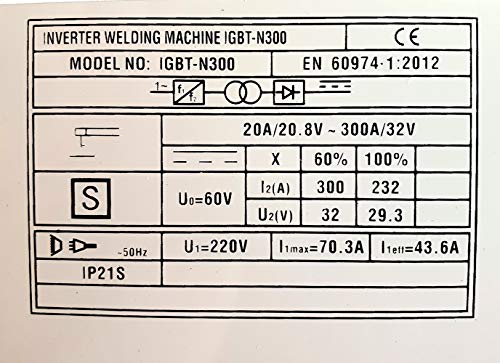 INVERTER WELDING MACHINE IGBT-N300 CE
MODEL NO: IGBT-N300 EN 60974-1:2012
1~ f1 f2
20A/20.8V ~ 300A/32V
X 60% 100%
S U0=60V I2(A) 300 232
U2(V) 32 29.3
~50Hz U1=220V I1max=70.3A I1eff=43.6A
IP21S